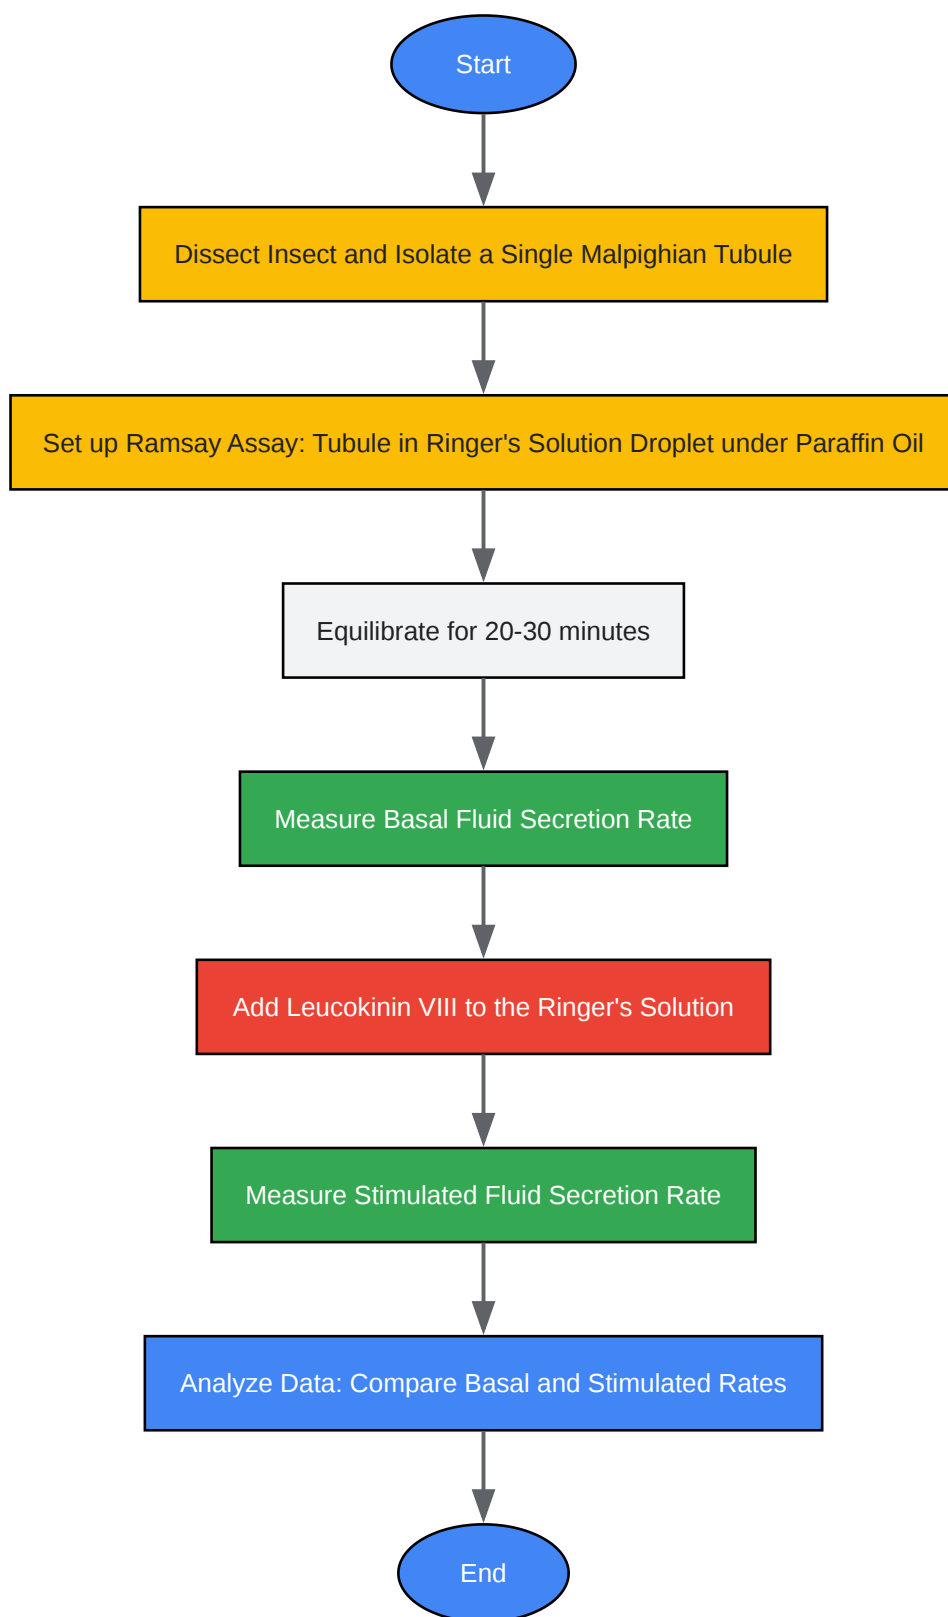 Start
Dissect Insect and Isolate a Single Malpighian Tubule
Set up Ramsay Assay: Tubule in Ringer's Solution Droplet under Paraffin Oil
Equilibrate for 20-30 minutes
Measure Basal Fluid Secretion Rate
Add Leucokinin VIII to the Ringer's Solution
Measure Stimulated Fluid Secretion Rate
Analyze Data: Compare Basal and Stimulated Rates
End